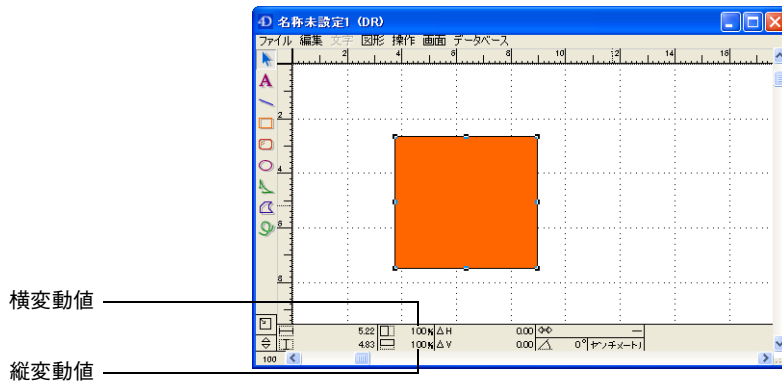 名称未設定1 (DR)
ファイル 編集 文字 図形 操作 画面 データベース
2 4 6 8 10 12 14 16
2
4
6
8
A
横変動値
5.22 100% Δ H 0.00 —
4.83 100% Δ V 0.00 0° センチメートル
縦変動値
100